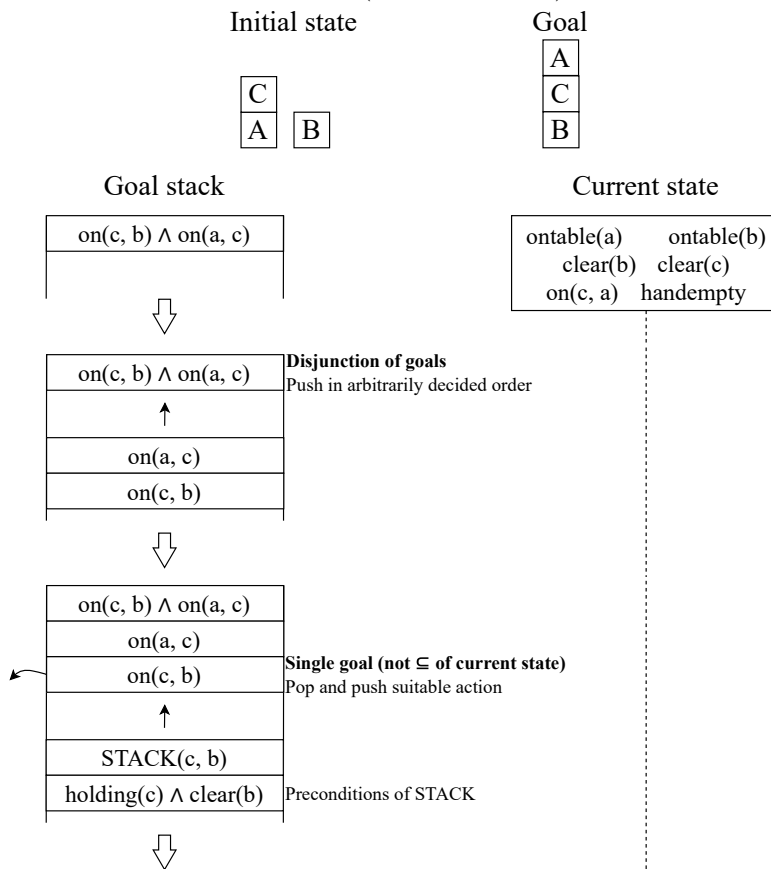 Initial state Goal
A
C C
A B B
Goal stack Current state
on(c, b) ∧ on(a, c)
ontable(a) ontable(b)
clear(b) clear(c)
on(c, a) handempty
on(c, b) ∧ on(a, c)
Disjunction of goals
Push in arbitrarily decided order
on(a, c)
on(c, b)
on(c, b) ∧ on(a, c)
on(a, c)
on(c, b)
Single goal (not ⊆ of current state)
Pop and push suitable action
STACK(c, b)
holding(c) ∧ clear(b)
Preconditions of STACK